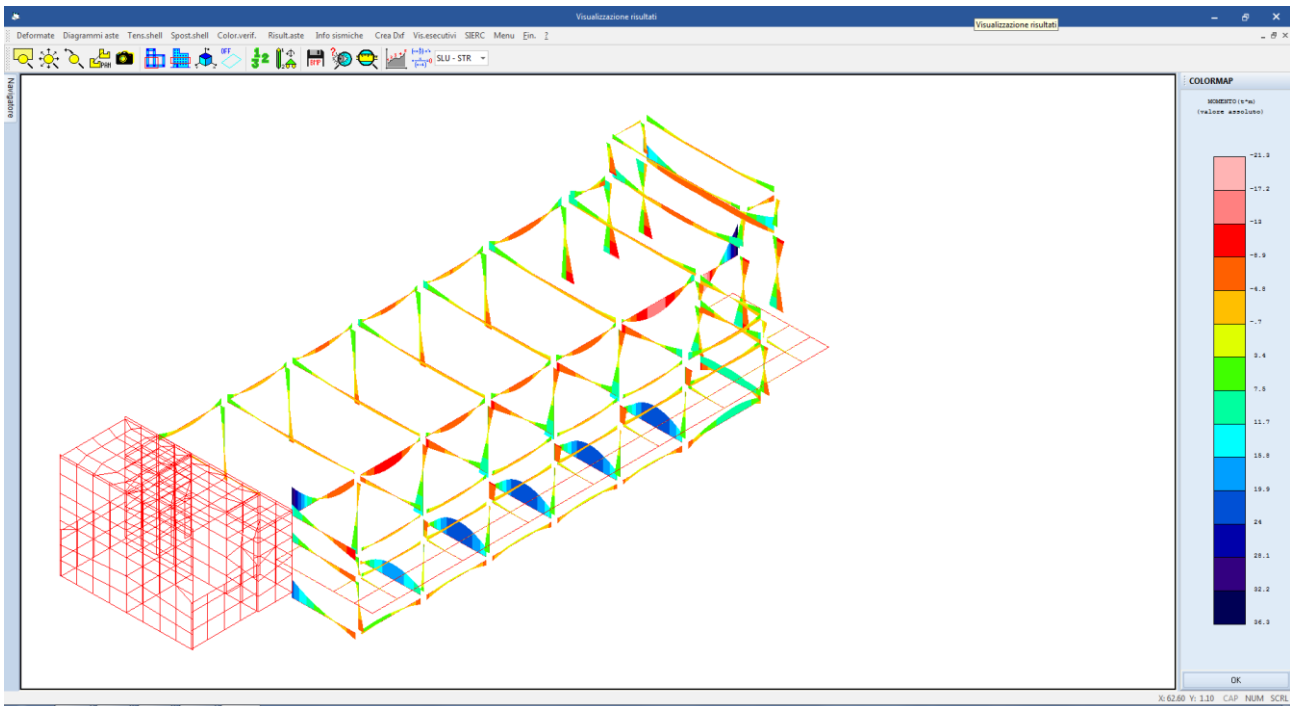 Visualizzazione risultati
Visualizzazione risultati
Deformate Diagrammi aste Tens.shell Spost.shell Color.verif. Risult.aste Info sismiche Crea Dxf Vis.esecutivi SIERC Menu Ein. ?
PAN OFF SLU - STR
Navigatore
COLORMAP
MOMENTO (t*m)
(valore assoluto)
-21.3
-17.2
-13
-8.9
-4.8
-.7
3.4
7.5
11.7
15.8
19.9
24
28.1
32.2
36.3
OK
X: 62.60 Y: 1.10 CAP NUM SCRL